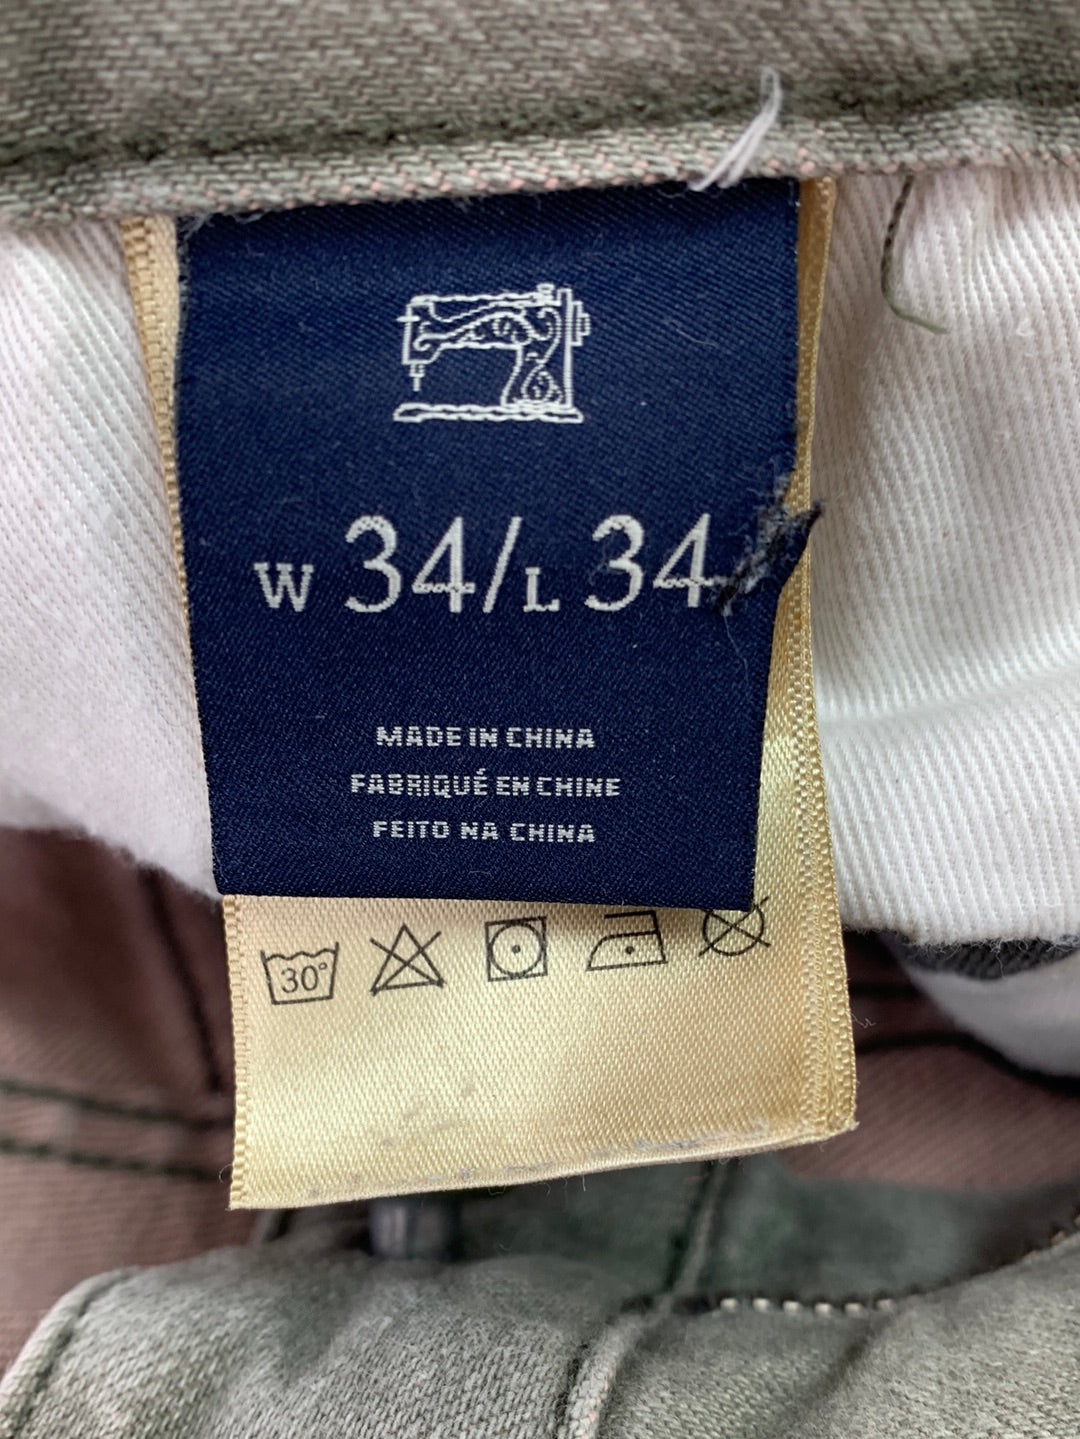 W 34/L 34
MADE IN CHINA
FABRIQUÉ EN CHINE
FEITO NA CHINA
30°